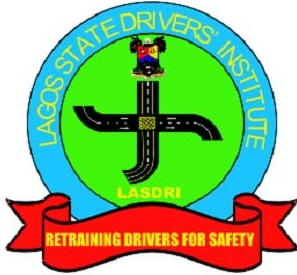 LAGOS STATE DRIVERS' INSTITUTE
LASDRI
RETRAINING DRIVERS FOR SAFETY